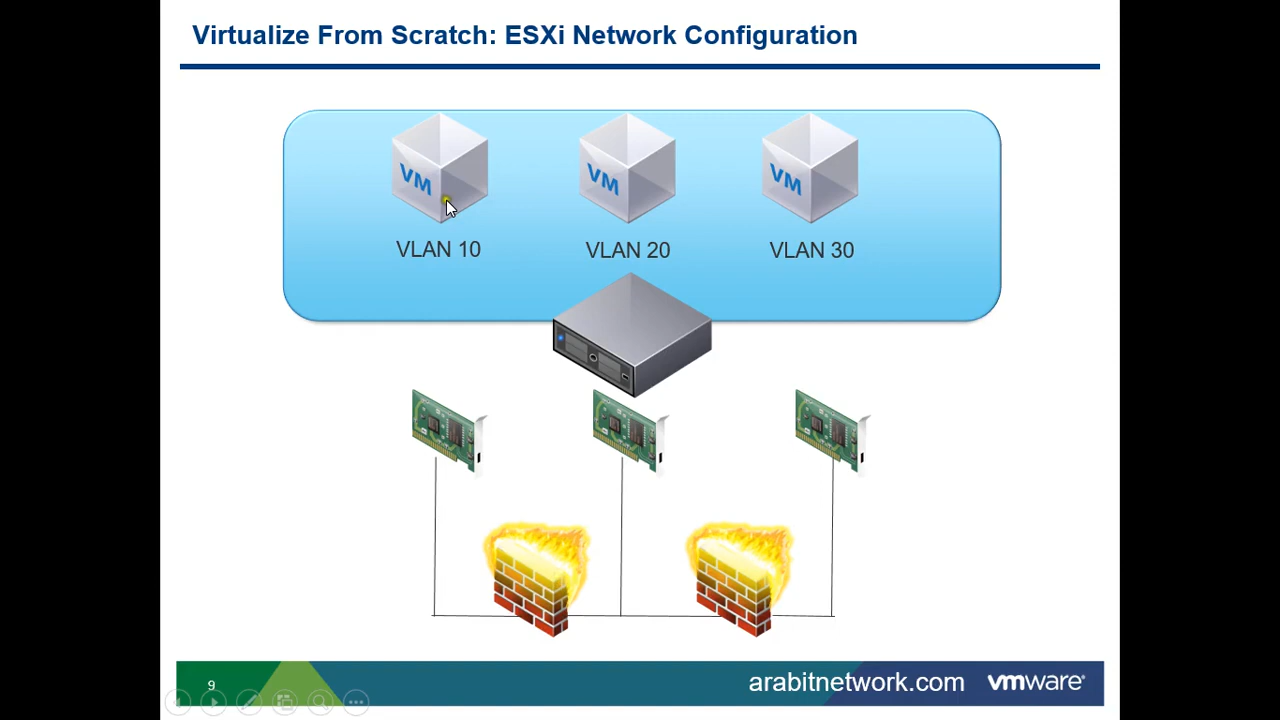 Virtualize From Scratch: ESXi Network Configuration
VM VM VM
VLAN 10 VLAN 20 VLAN 30
9 arabitnetwork.com vmware®